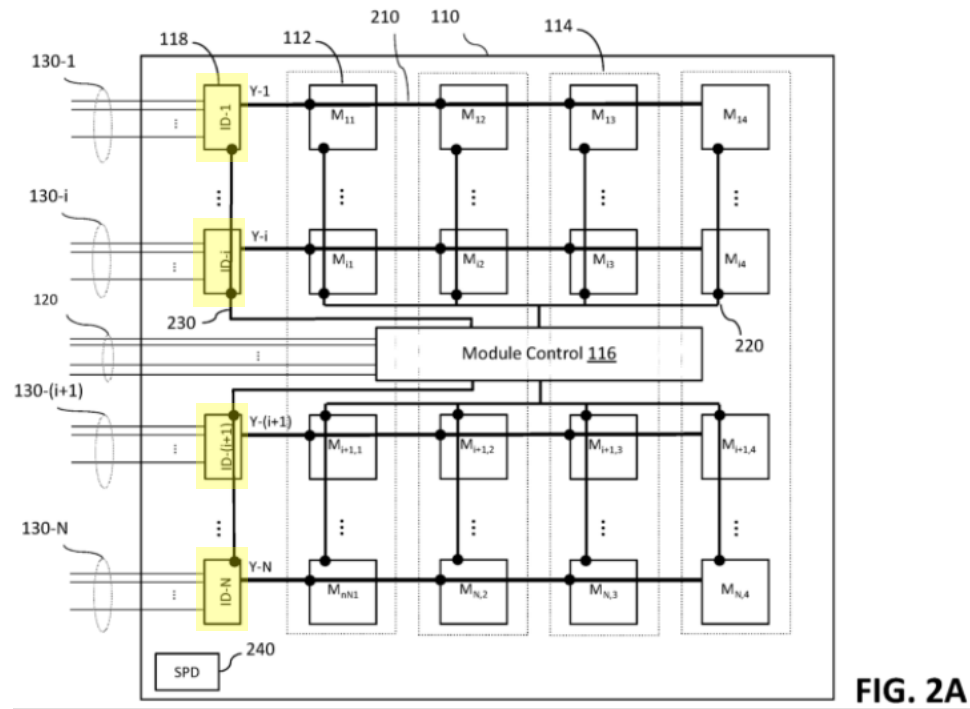 210 110
118 112 114
130-1
ID-1 Y-1 M11 M12 M13 M14
...
130-i
ID-i Y-i Mi1 Mi2 Mi3 Mi4
120 230 220
Module Control 116
130-(i+1)
ID-(i+1) Y-(i+1) Mi+1,1 Mi+1,2 Mi+1,3 Mi+1,4
...
130-N
ID-N Y-N MnN1 MN,2 MN,3 MN,4
SPD 240
FIG. 2A